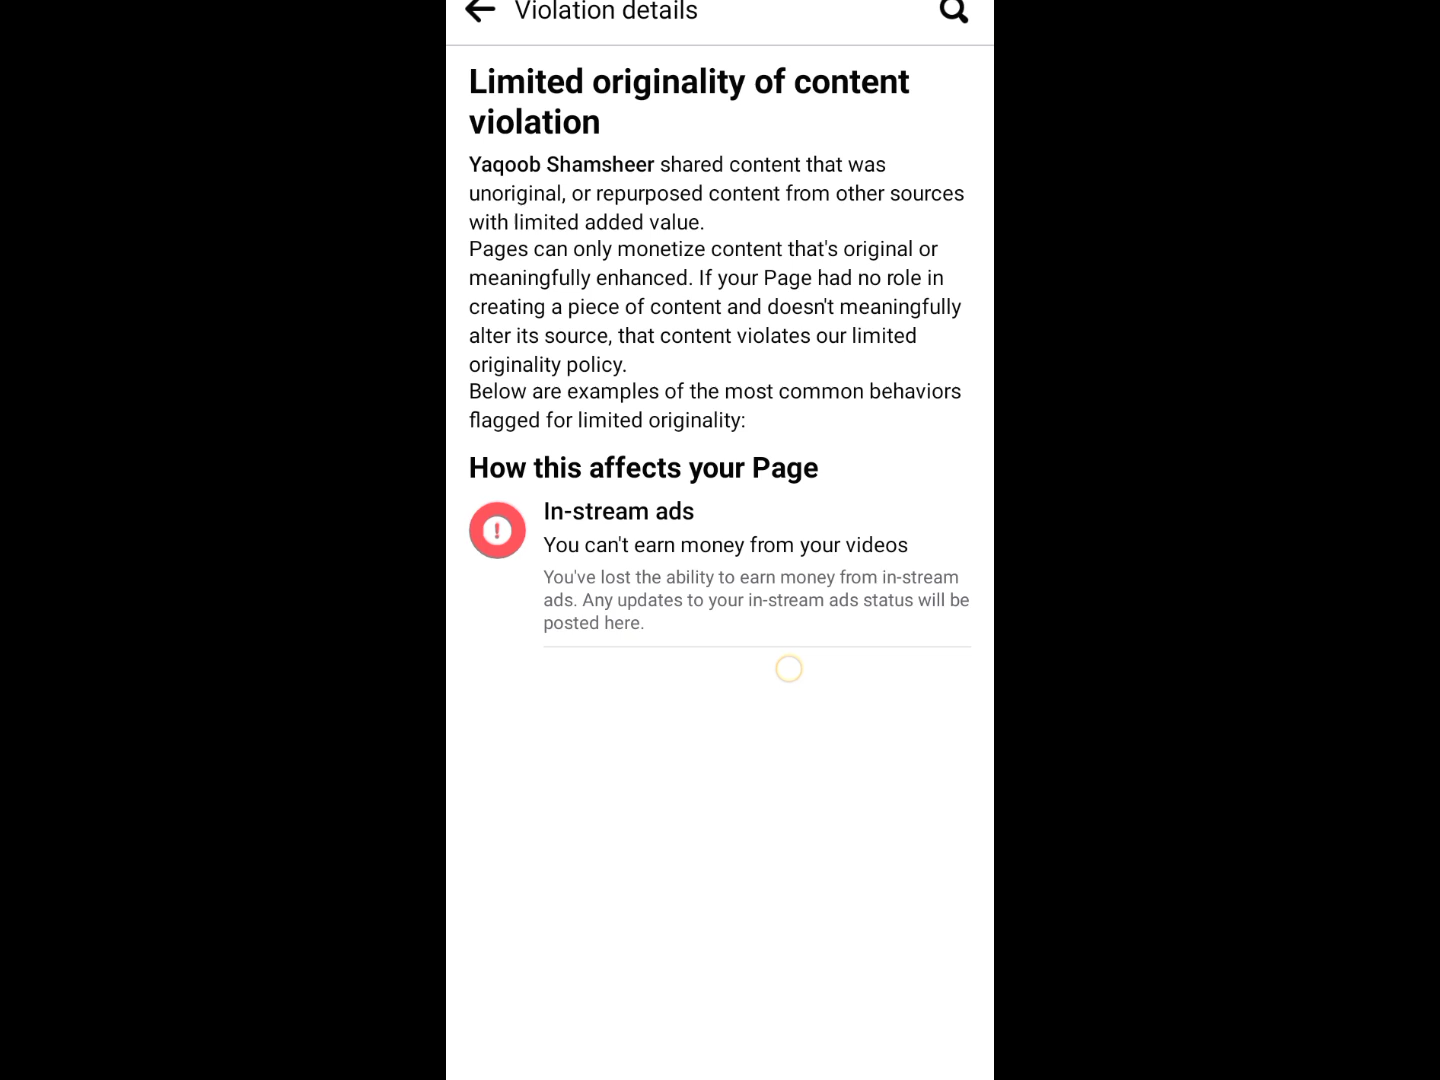 Violation details
Limited originality of content
violation
Yaqoob Shamsheer shared content that was
unoriginal, or repurposed content from other sources
with limited added value.
Pages can only monetize content that's original or
meaningfully enhanced. If your Page had no role in
creating a piece of content and doesn't meaningfully
alter its source, that content violates our limited
originality policy.
Below are examples of the most common behaviors
flagged for limited originality:
How this affects your Page
In-stream ads
You can't earn money from your videos
You've lost the ability to earn money from in-stream
ads. Any updates to your in-stream ads status will be
posted here.